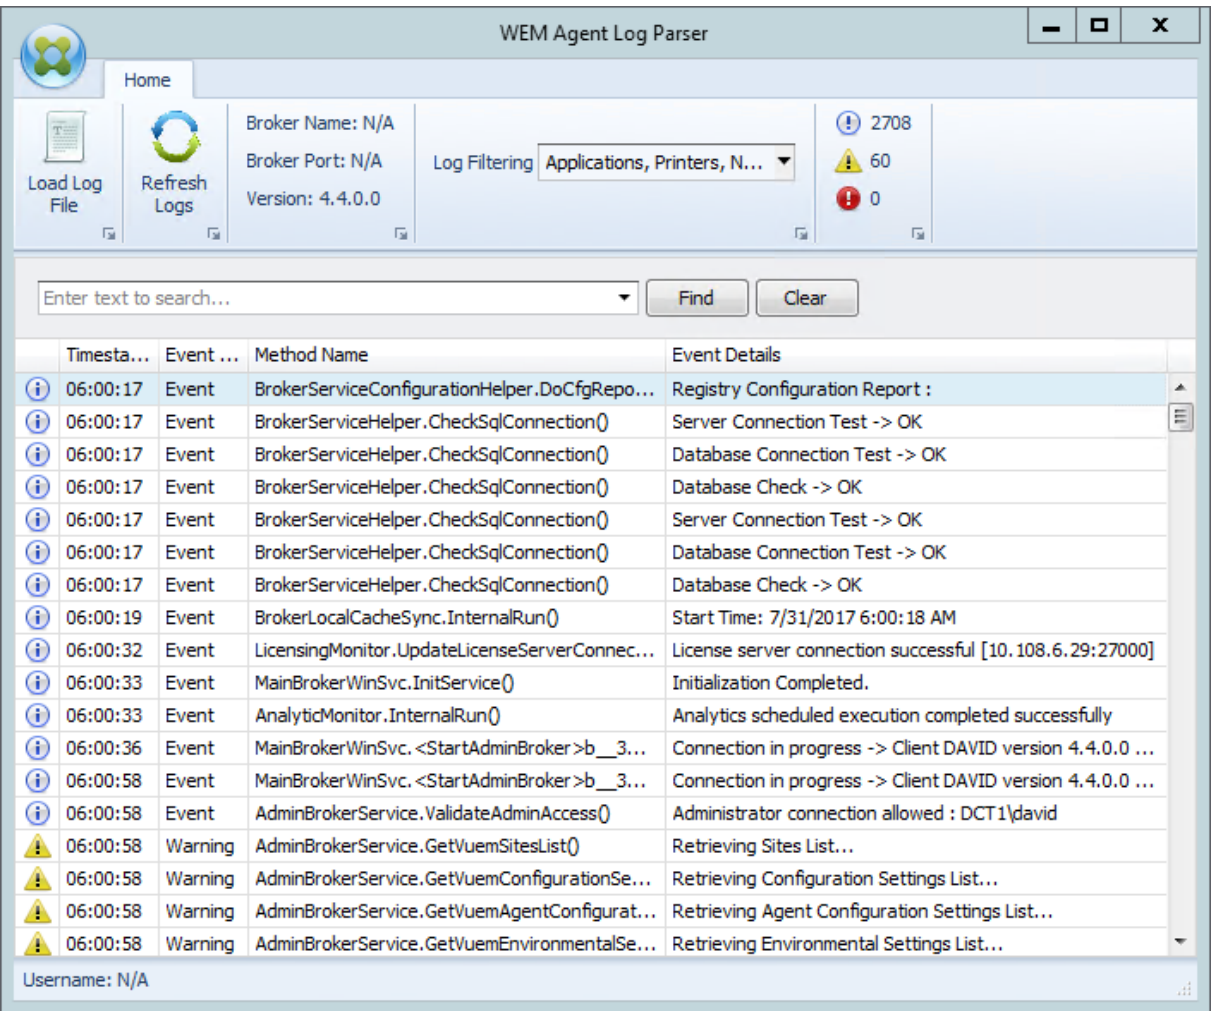 WEM Agent Log Parser
Home
Load Log
File
Refresh
Logs
Broker Name: N/A
Broker Port: N/A
Version: 4.4.0.0
Log Filtering Applications, Printers, N...
2708
60
0
Enter text to search...
Find
Clear
Timesta... Event ... Method Name Event Details
06:00:17 Event BrokerServiceConfigurationHelper.DoCfgRepo... Registry Configuration Report :
06:00:17 Event BrokerServiceHelper.CheckSqlConnection() Server Connection Test -> OK
06:00:17 Event BrokerServiceHelper.CheckSqlConnection() Database Connection Test -> OK
06:00:17 Event BrokerServiceHelper.CheckSqlConnection() Database Check -> OK
06:00:17 Event BrokerServiceHelper.CheckSqlConnection() Server Connection Test -> OK
06:00:17 Event BrokerServiceHelper.CheckSqlConnection() Database Connection Test -> OK
06:00:17 Event BrokerServiceHelper.CheckSqlConnection() Database Check -> OK
06:00:19 Event BrokerLocalCacheSync.InternalRun() Start Time: 7/31/2017 6:00:18 AM
06:00:32 Event LicensingMonitor.UpdateLicenseServerConnec... License server connection successful [10.108.6.29:27000]
06:00:33 Event MainBrokerWinSvc.InitService() Initialization Completed.
06:00:33 Event AnalyticMonitor.InternalRun() Analytics scheduled execution completed successfully
06:00:36 Event MainBrokerWinSvc.<StartAdminBroker>b__3... Connection in progress -> Client DAVID version 4.4.0.0 ...
06:00:58 Event MainBrokerWinSvc.<StartAdminBroker>b__3... Connection in progress -> Client DAVID version 4.4.0.0 ...
06:00:58 Event AdminBrokerService.ValidateAdminAccess() Administrator connection allowed : DCT1\david
06:00:58 Warning AdminBrokerService.GetVuemSitesList() Retrieving Sites List...
06:00:58 Warning AdminBrokerService.GetVuemConfigurationSe... Retrieving Configuration Settings List...
06:00:58 Warning AdminBrokerService.GetVuemAgentConfigurat... Retrieving Agent Configuration Settings List...
06:00:58 Warning AdminBrokerService.GetVuemEnvironmentalSe... Retrieving Environmental Settings List...
Username: N/A